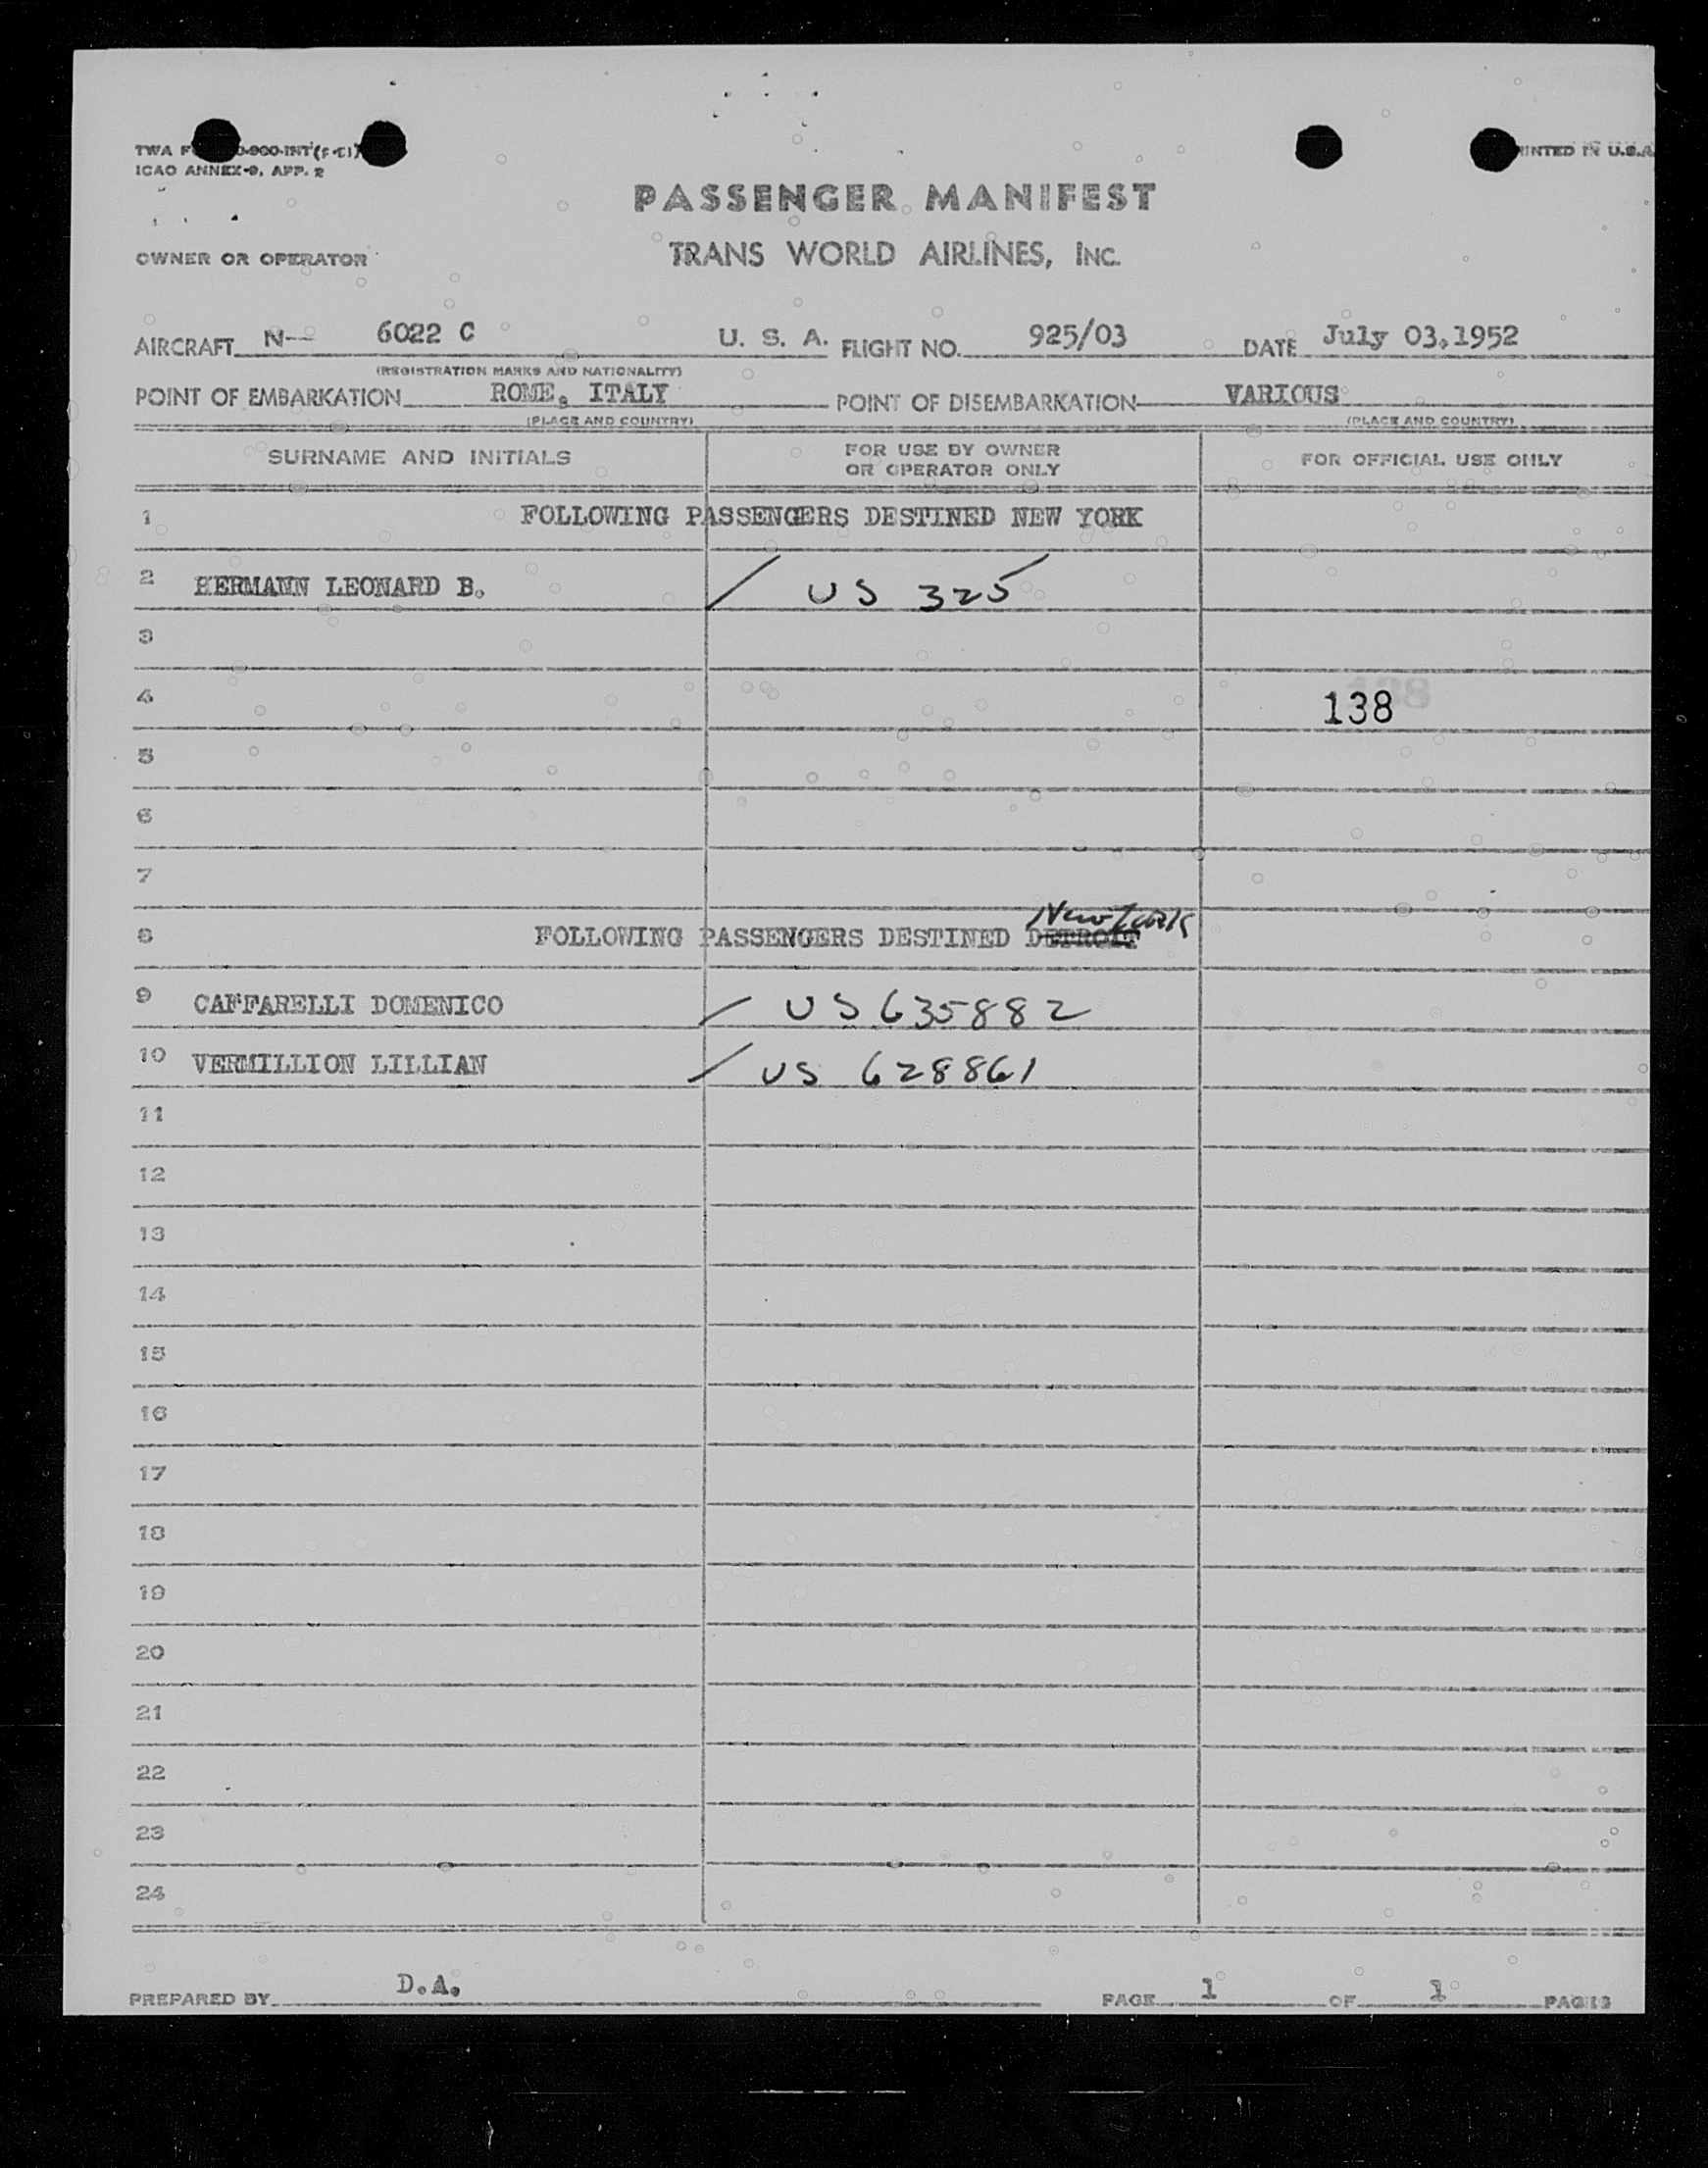 TWA F 0-900-INT (5-51) PRINTED IN U.S.A
ICAO ANNEX-9, APP. 2
PASSENGER MANIFEST
OWNER OR OPERATOR TRANS WORLD AIRLINES, INC.
AIRCRAFT N- 6022 C U. S. A. FLIGHT NO. 925/03 DATE July 03.1952
(REGISTRATION MARKS AND NATIONALITY)
POINT OF EMBARKATION ROME, ITALY POINT OF DISEMBARKATION VARIOUS
(PLACE AND COUNTRY) (PLACE AND COUNTRY)
SURNAME AND INITIALS FOR USE BY OWNER OR OPERATOR ONLY FOR OFFICIAL USE ONLY
1 FOLLOWING PASSENGERS DESTINED NEW YORK
2 HERMANN LEONARD B. / US 325
3
4 138
5
6
7
New York
8 FOLLOWING PASSENGERS DESTINED DETROIT
9 CAFFARELLI DOMENICO / US 635882
10 VERMILLION LILLIAN / US 628861
11
12
13
14
15
16
17
18
19
20
21
22
23
24
PREPARED BY D.A. PAGE 1 OF 1 PAGES